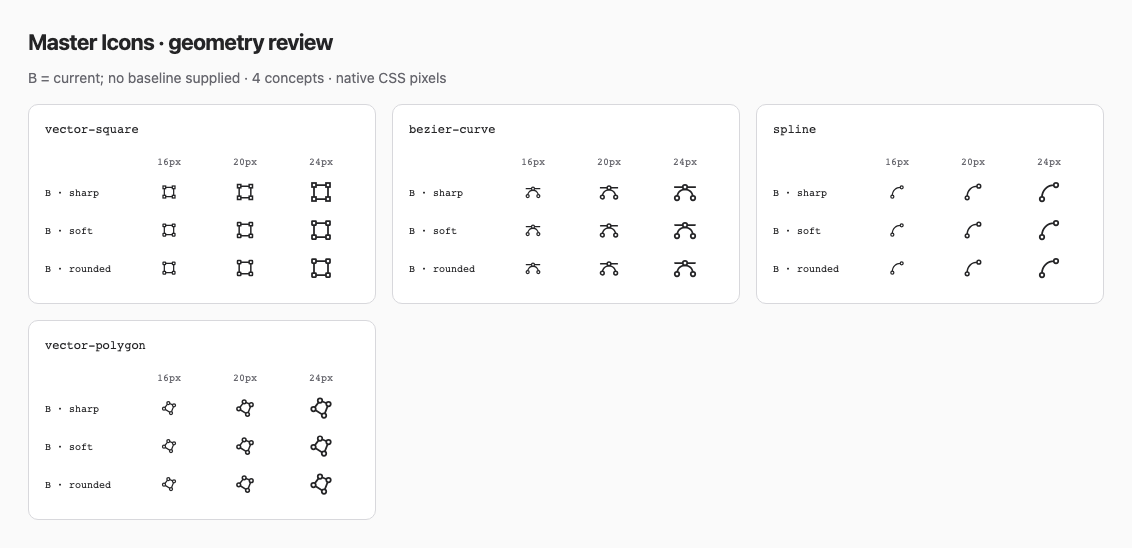 Master Icons · geometry review
B = current; no baseline supplied · 4 concepts · native CSS pixels
vector-square
16px 20px 24px
B · sharp
B · soft
B · rounded
bezier-curve
16px 20px 24px
B · sharp
B · soft
B · rounded
spline
16px 20px 24px
B · sharp
B · soft
B · rounded
vector-polygon
16px 20px 24px
B · sharp
B · soft
B · rounded